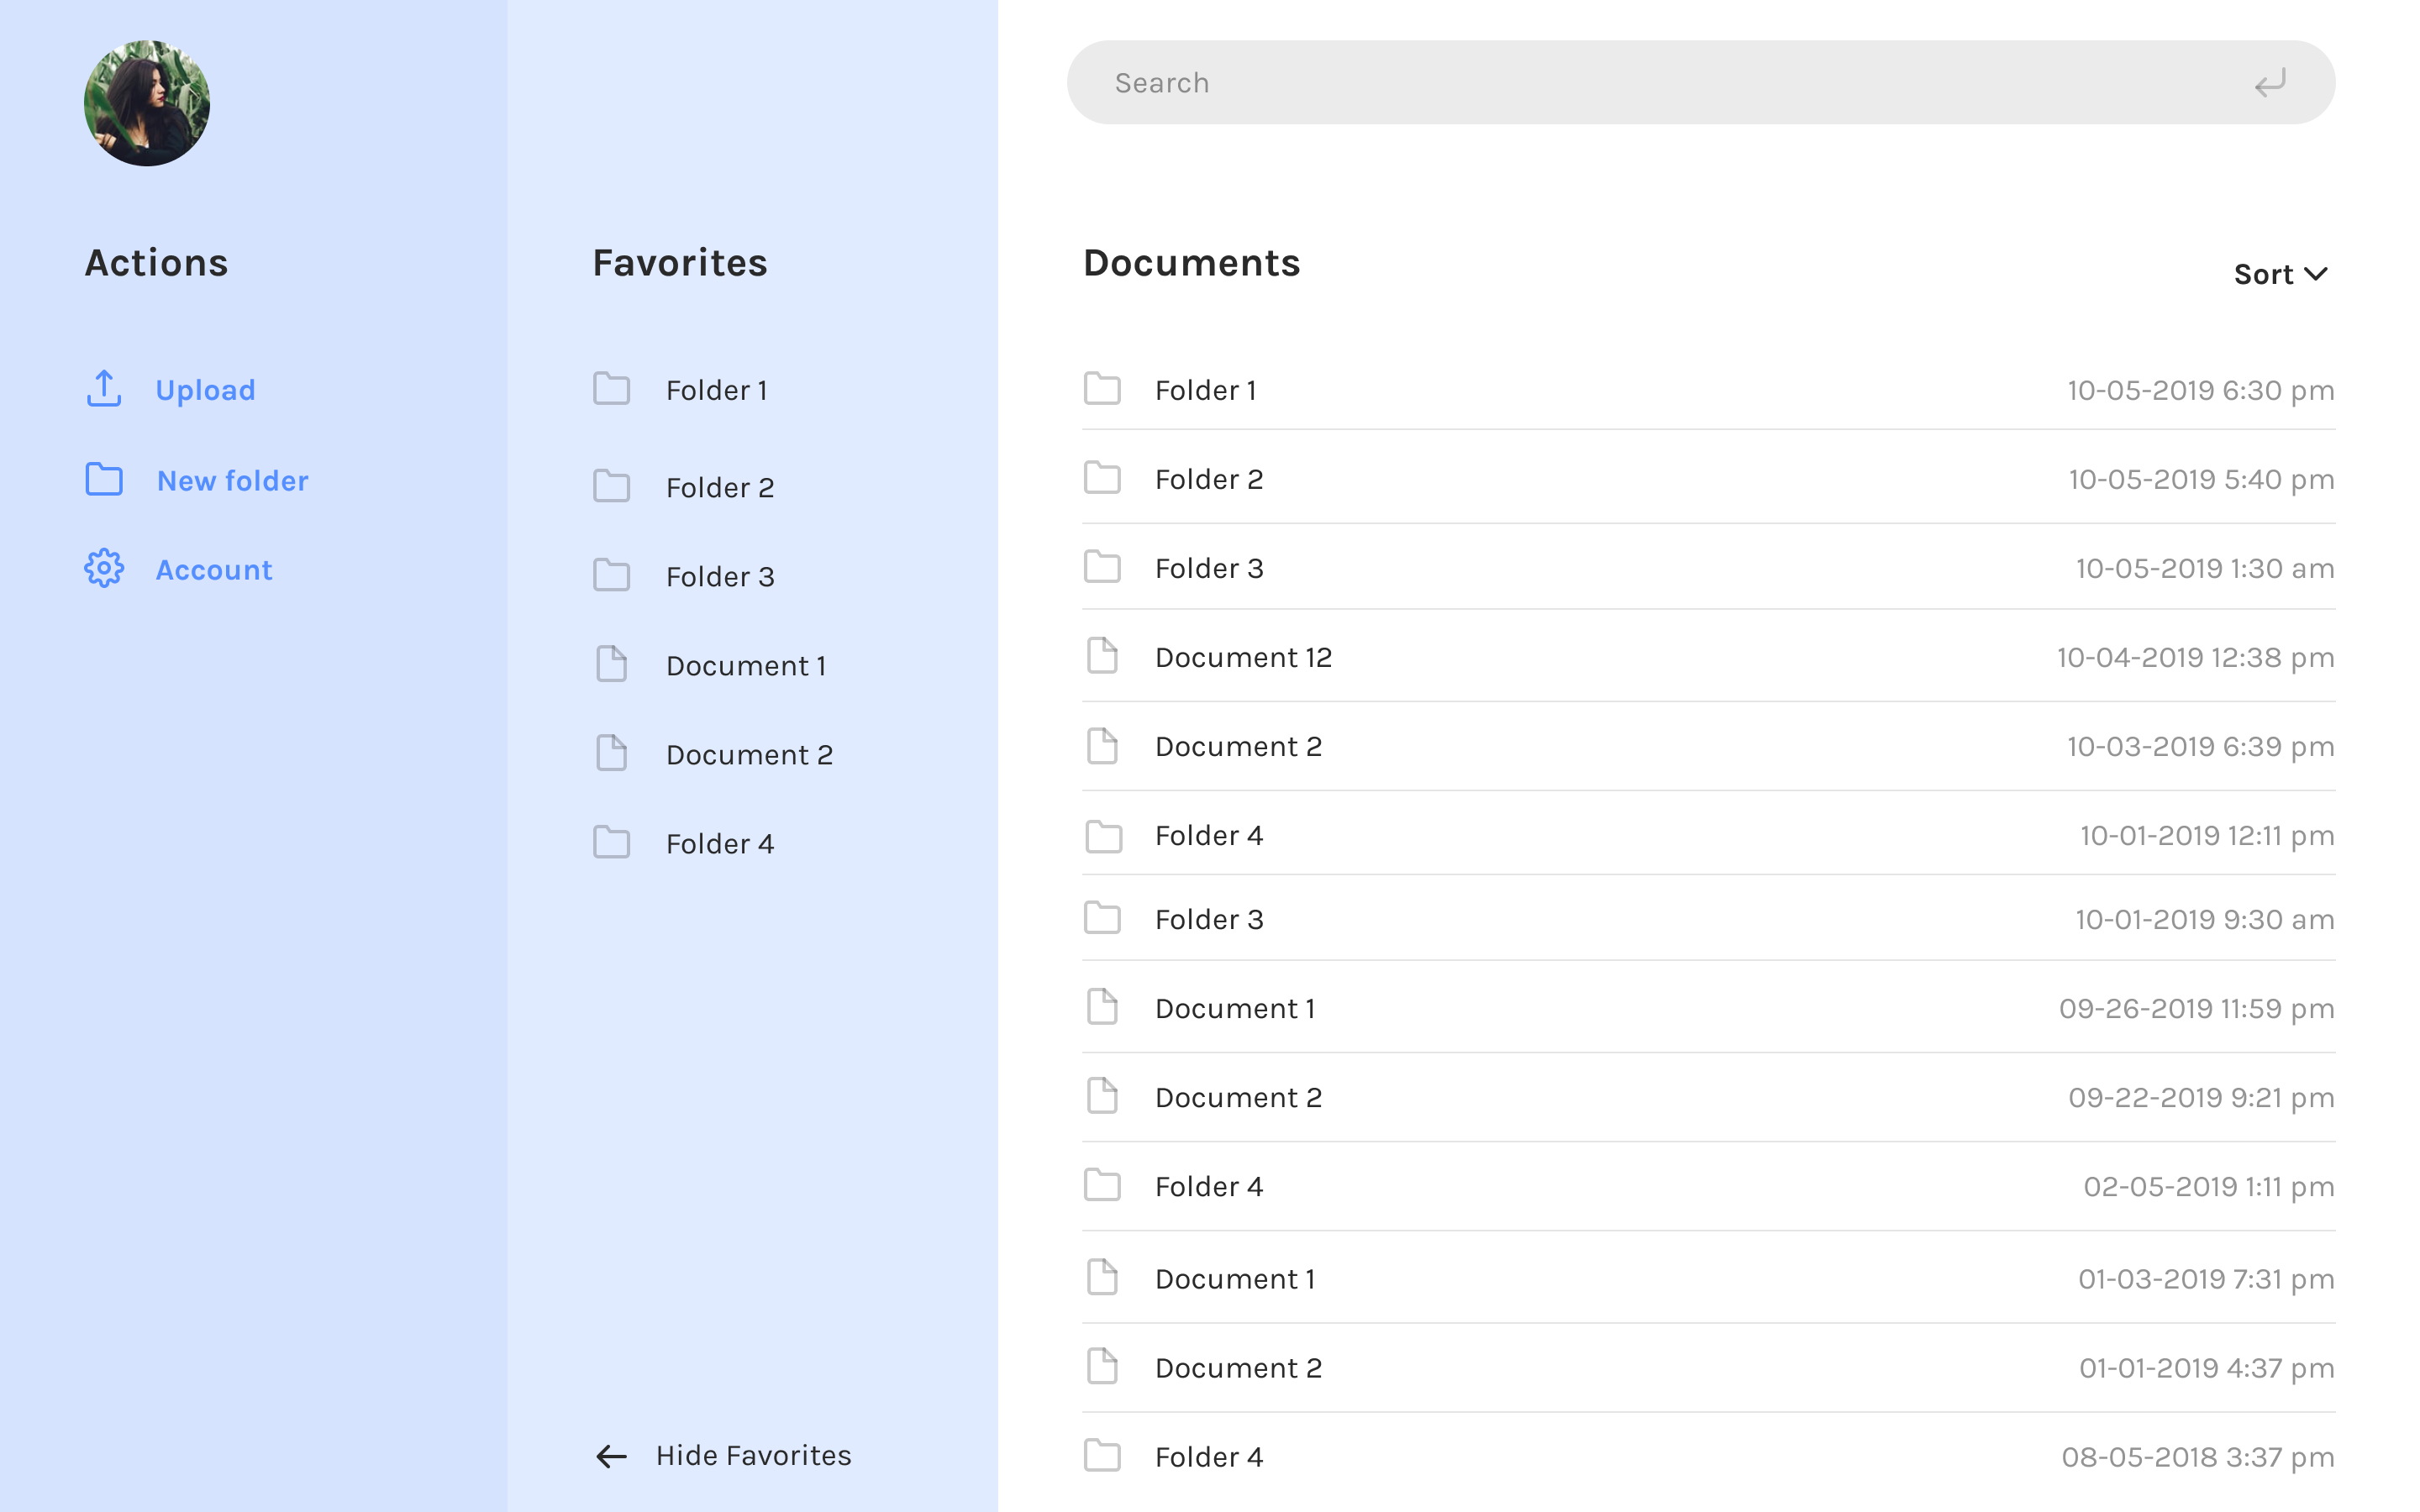 Search
Actions
Upload
New folder
Account
Favorites
Folder 1
Folder 2
Folder 3
Document 1
Document 2
Folder 4
Hide Favorites
Documents
Sort
Folder 1 10-05-2019 6:30 pm
Folder 2 10-05-2019 5:40 pm
Folder 3 10-05-2019 1:30 am
Document 12 10-04-2019 12:38 pm
Document 2 10-03-2019 6:39 pm
Folder 4 10-01-2019 12:11 pm
Folder 3 10-01-2019 9:30 am
Document 1 09-26-2019 11:59 pm
Document 2 09-22-2019 9:21 pm
Folder 4 02-05-2019 1:11 pm
Document 1 01-03-2019 7:31 pm
Document 2 01-01-2019 4:37 pm
Folder 4 08-05-2018 3:37 pm